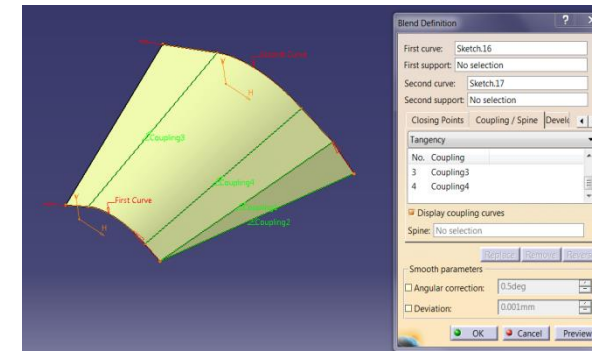 Blend Definition
? X
First curve: Sketch.16
First support: No selection
Second curve: Sketch.17
Second support: No selection
Closing Points Coupling / Spine Develo
Tangency
No. Coupling
3 Coupling3
4 Coupling4
Display coupling curves
Spine: No selection
Replace Remove Reverse
Smooth parameters
Angular correction: 0.5deg
Deviation: 0.001mm
OK Cancel Preview
V
H
Coupling3
Coupling4
Coupling2
First Curve
V
H